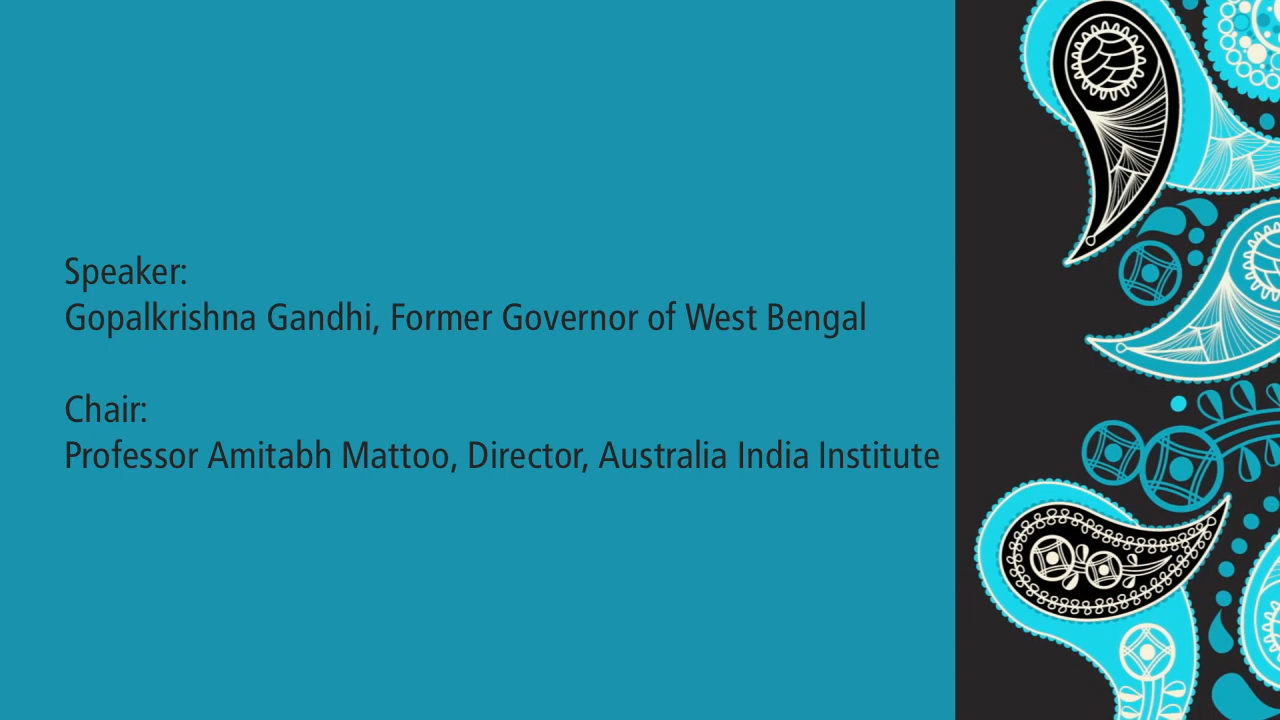 Speaker:
Gopalkrishna Gandhi, Former Governor of West Bengal
Chair:
Professor Amitabh Mattoo, Director, Australia India Institute